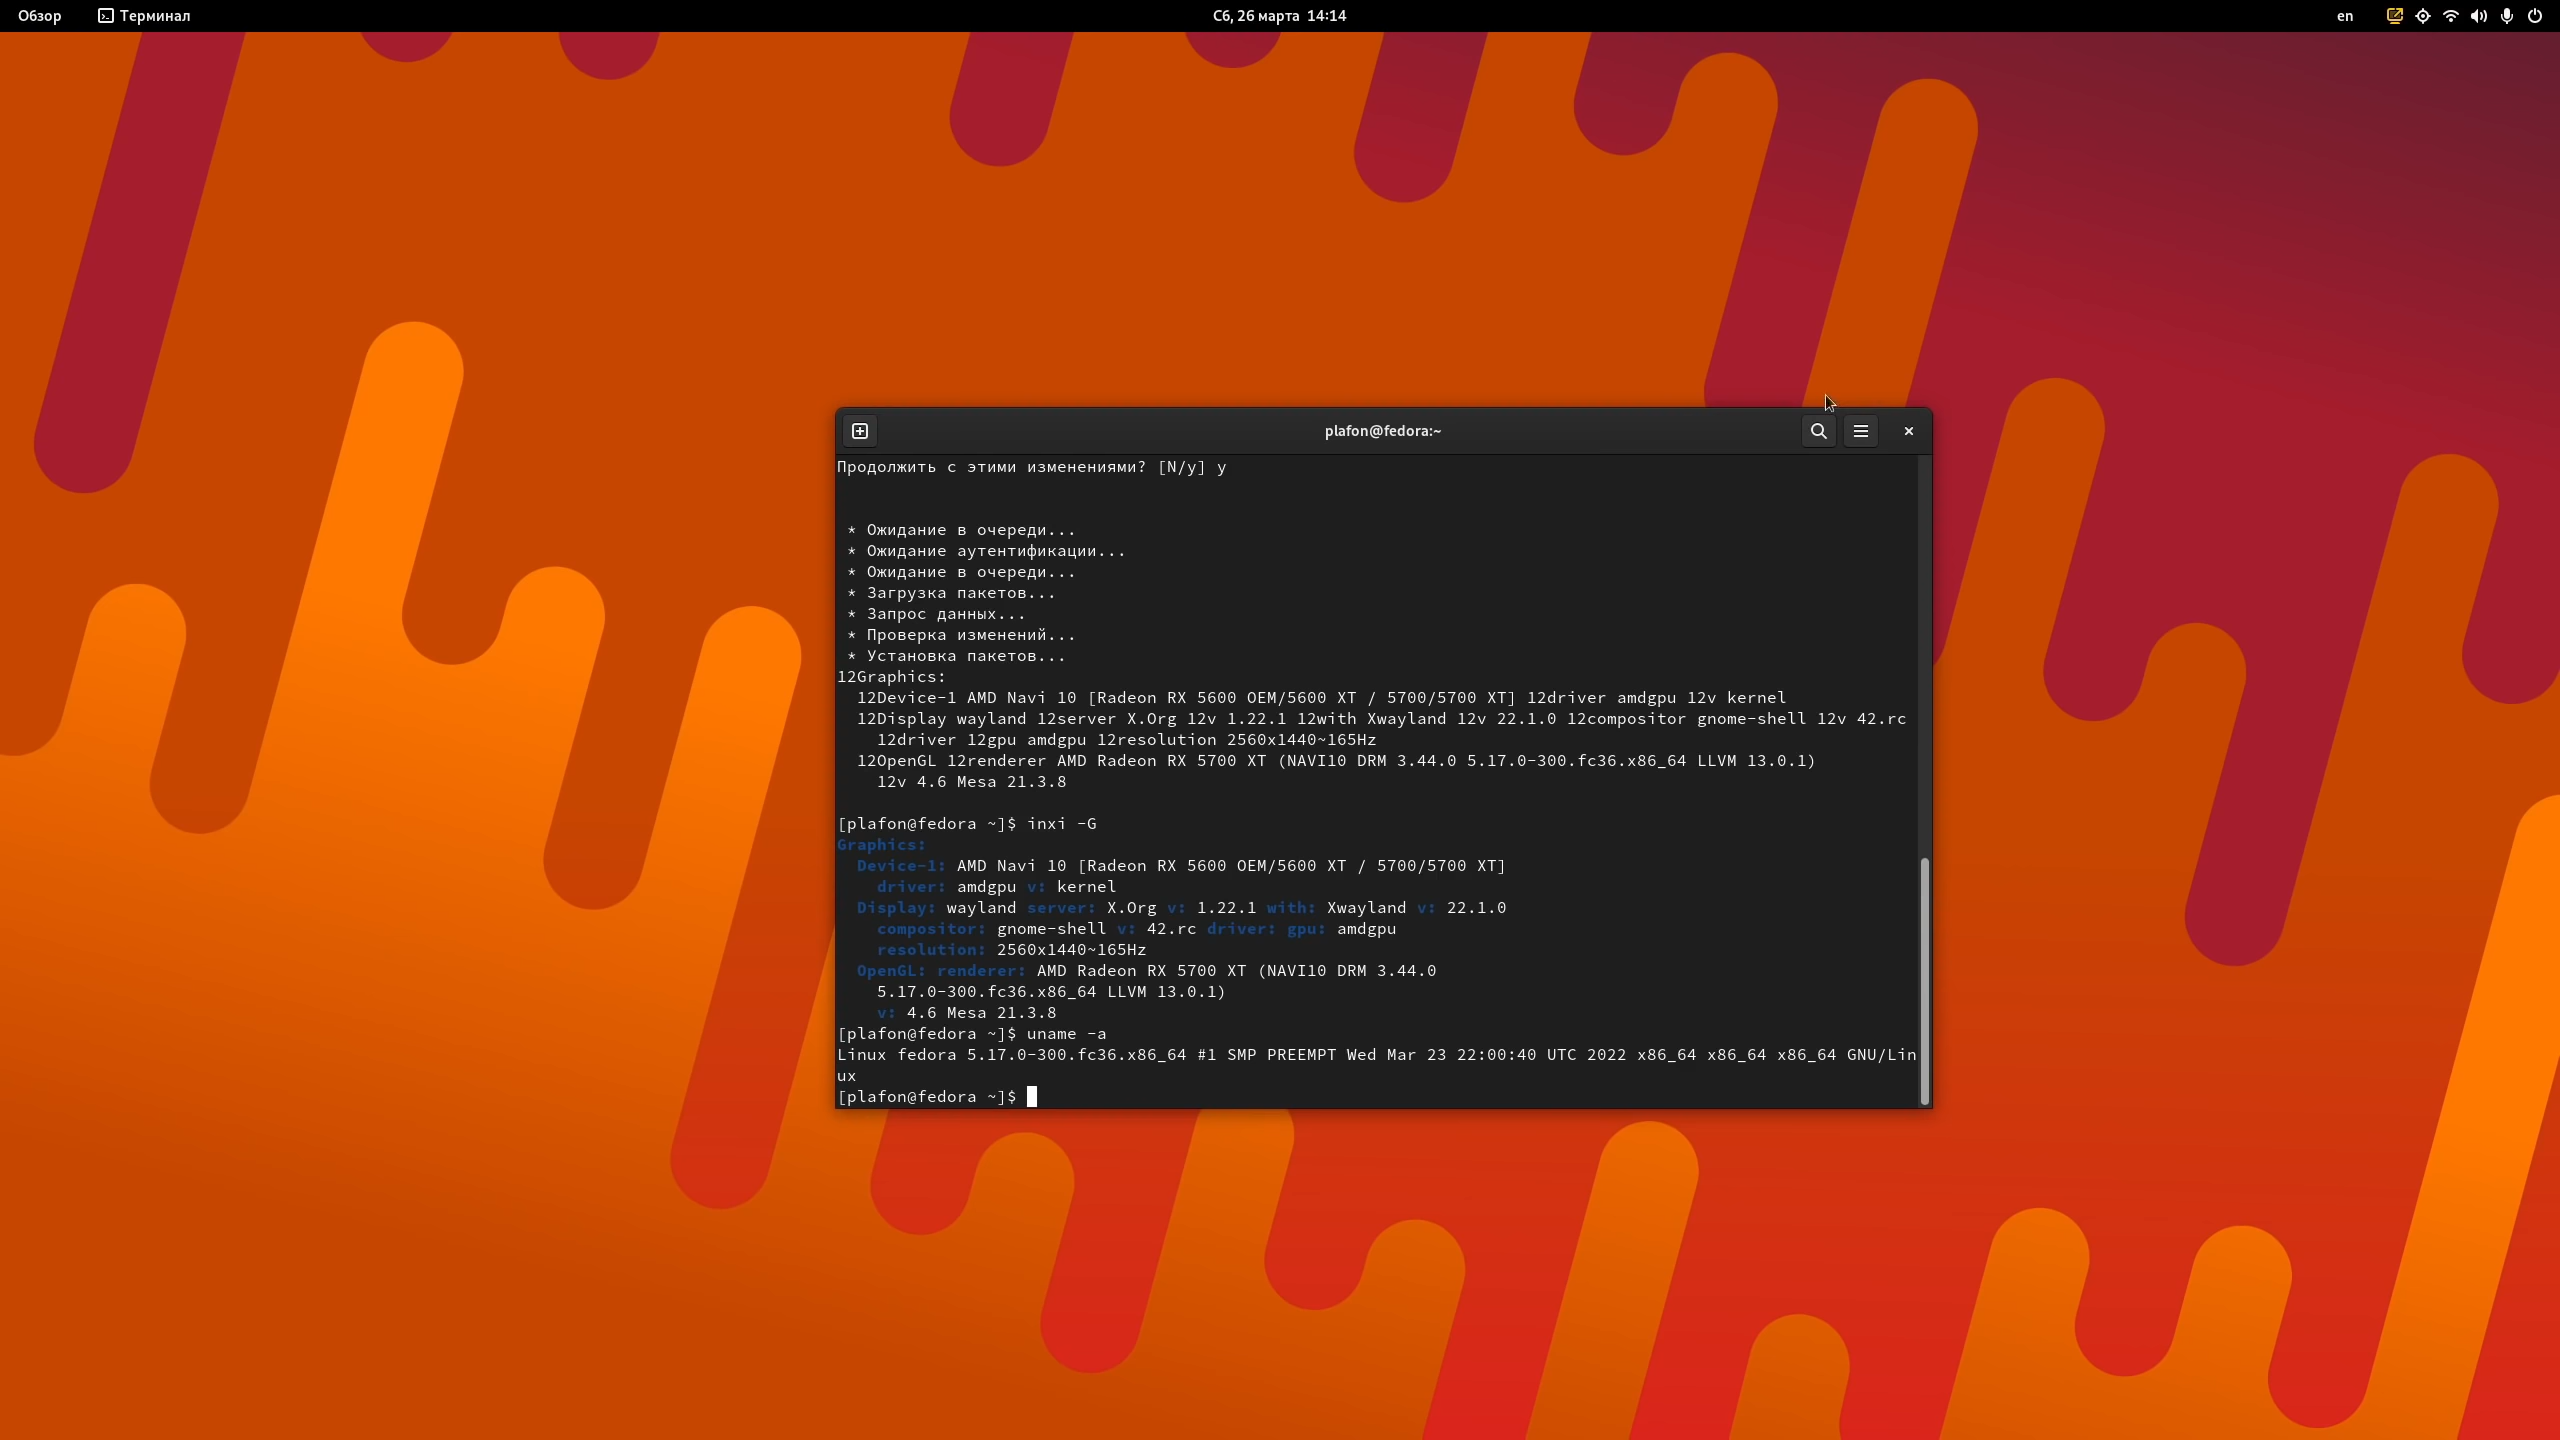 Обзор Терминал Сб, 26 марта 14:14 en
plafon@fedora:~
Продолжить с этими изменениями? [N/y] y
* Ожидание в очереди...
* Ожидание аутентификации...
* Ожидание в очереди...
* Загрузка пакетов...
* Запрос данных...
* Проверка изменений...
* Установка пакетов...
12Graphics:
12Device-1 AMD Navi 10 [Radeon RX 5600 OEM/5600 XT / 5700/5700 XT] 12driver amdgpu 12v kernel
12Display wayland 12server X.Org 12v 1.22.1 12with Xwayland 12v 22.1.0 12compositor gnome-shell 12v 42.rc
12driver 12gpu amdgpu 12resolution 2560x1440~165Hz
12OpenGL 12renderer AMD Radeon RX 5700 XT (NAVI10 DRM 3.44.0 5.17.0-300.fc36.x86_64 LLVM 13.0.1)
12v 4.6 Mesa 21.3.8
[plafon@fedora ~]$ inxi -G
Graphics:
Device-1: AMD Navi 10 [Radeon RX 5600 OEM/5600 XT / 5700/5700 XT]
driver: amdgpu v: kernel
Display: wayland server: X.Org v: 1.22.1 with: Xwayland v: 22.1.0
compositor: gnome-shell v: 42.rc driver: gpu: amdgpu
resolution: 2560x1440~165Hz
OpenGL: renderer: AMD Radeon RX 5700 XT (NAVI10 DRM 3.44.0
5.17.0-300.fc36.x86_64 LLVM 13.0.1)
v: 4.6 Mesa 21.3.8
[plafon@fedora ~]$ uname -a
Linux fedora 5.17.0-300.fc36.x86_64 #1 SMP PREEMPT Wed Mar 23 22:00:40 UTC 2022 x86_64 x86_64 x86_64 GNU/Lin
ux
[plafon@fedora ~]$